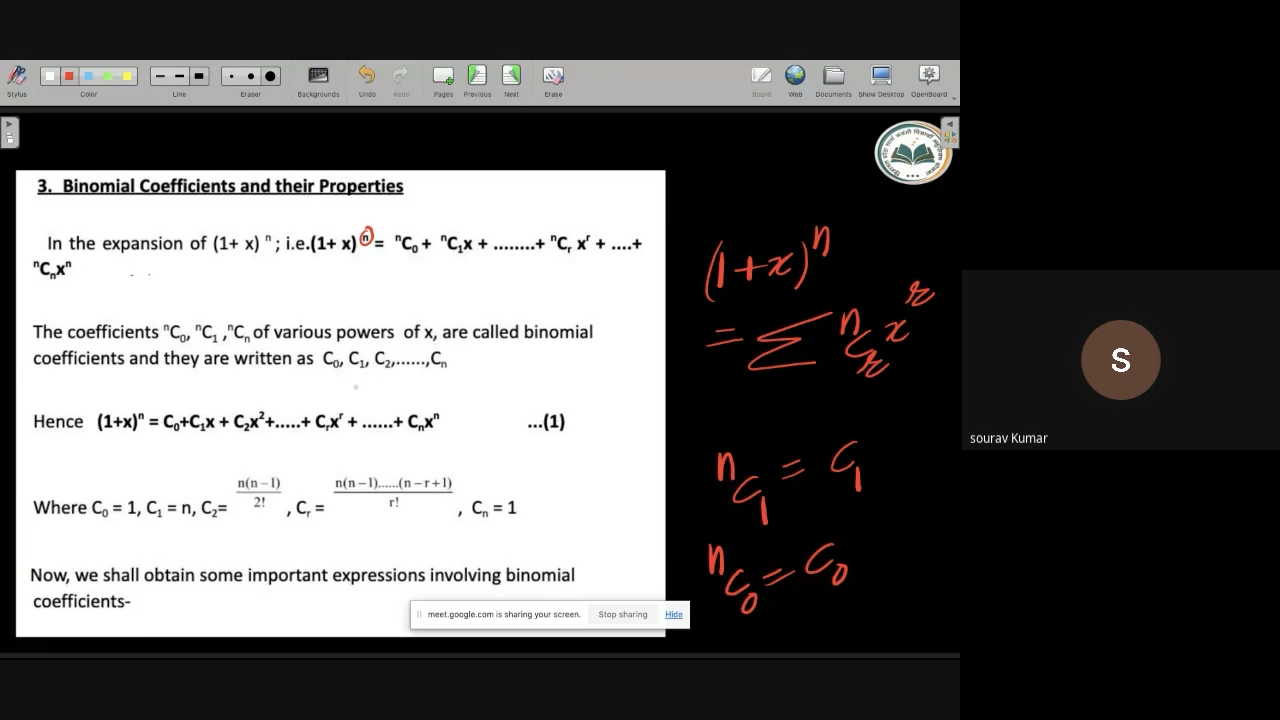 Stylus
Color
Line
Eraser
Backgrounds
Undo
Redo
Pages
Previous
Next
Erase
Board
Web
Documents
Show Desktop
OpenBoard
3. Binomial Coefficients and their Properties
In the expansion of (1+ x) ⁿ ; i.e.(1+ x) ⁿ = ⁿC₀ + ⁿC₁x + ........+ ⁿCᵣ xʳ + ....+
ⁿCₙxⁿ
The coefficients ⁿC₀, ⁿC₁ ,ⁿCₙ of various powers of x, are called binomial
coefficients and they are written as C₀, C₁, C₂,......,Cₙ
Hence (1+x)ⁿ = C₀+C₁x + C₂x²+.....+ Cᵣxʳ + ......+ Cₙxⁿ ...(1)
Where C₀ = 1, C₁ = n, C₂= n(n−1)/2! , Cᵣ = n(n−1)......(n−r+1)/r! , Cₙ = 1
Now, we shall obtain some important expressions involving binomial
coefficients-
meet.google.com is sharing your screen. Stop sharing Hide
(1+x)ⁿ
= ∑ ⁿCᵣ xʳ
ⁿC₁ = C₁
ⁿC₀ = C₀
S
sourav Kumar